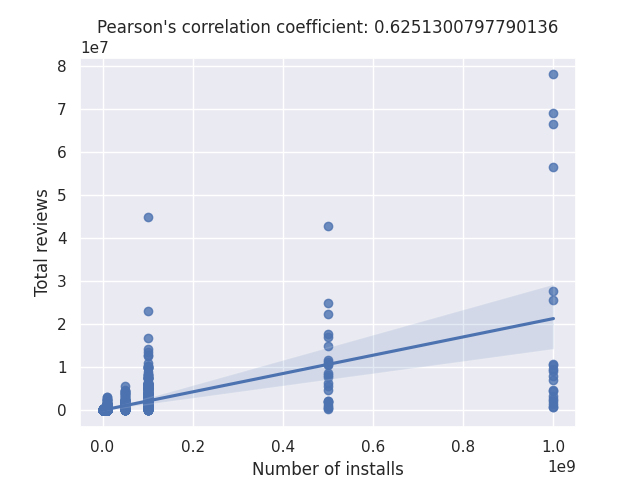 Pearson's correlation coefficient: 0.6251300797790136
1e7
8
7
6
5
4
3
2
1
0
Total reviews
0.0 0.2 0.4 0.6 0.8 1.0
Number of installs
1e9